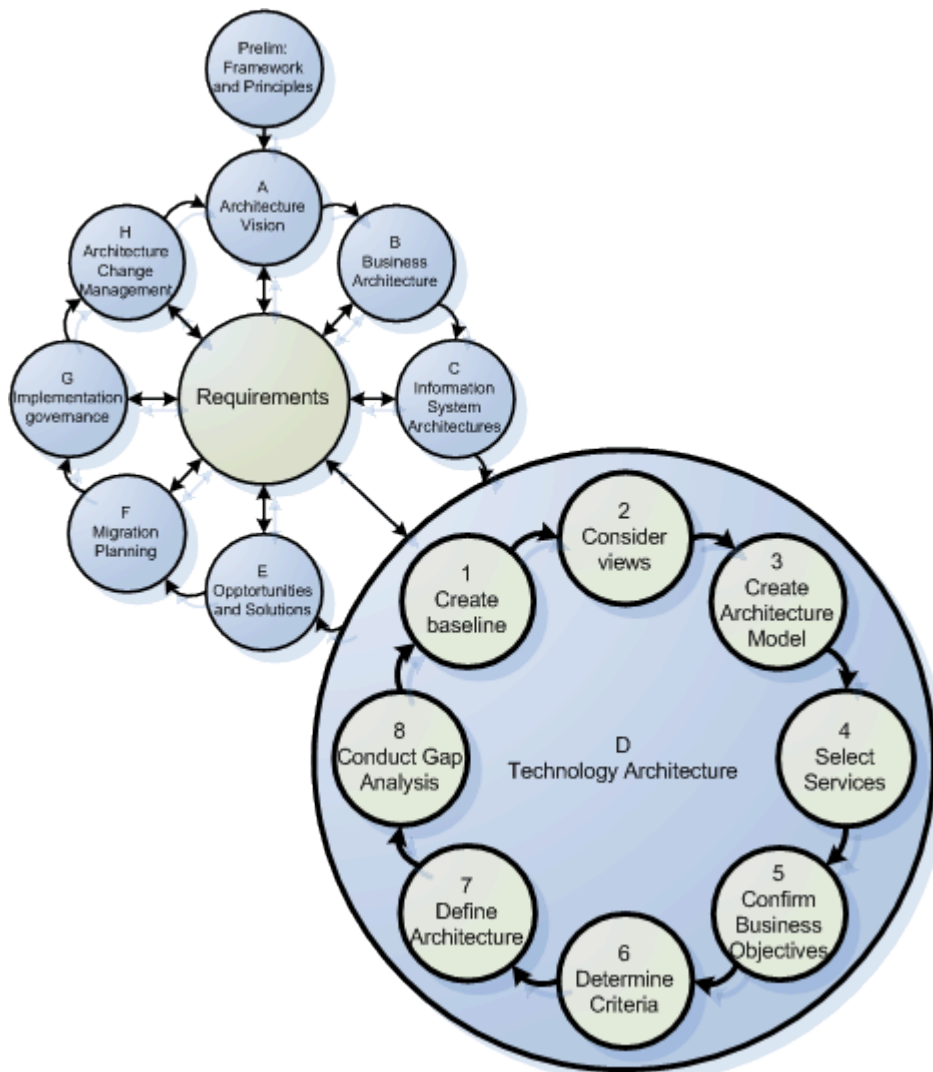 Prelim:
Framework
and Principles
A
Architecture
Vision
B
Business
Architecture
H
Architecture
Change
Management
C
Information
System
Architectures
G
Implementation
governance
Requirements
F
Migration
Planning
E
Opptortunities
and Solutions
D
Technology Architecture
1
Create
baseline
2
Consider
views
3
Create
Architecture
Model
4
Select
Services
5
Confirm
Business
Objectives
6
Determine
Criteria
7
Define
Architecture
8
Conduct Gap
Analysis